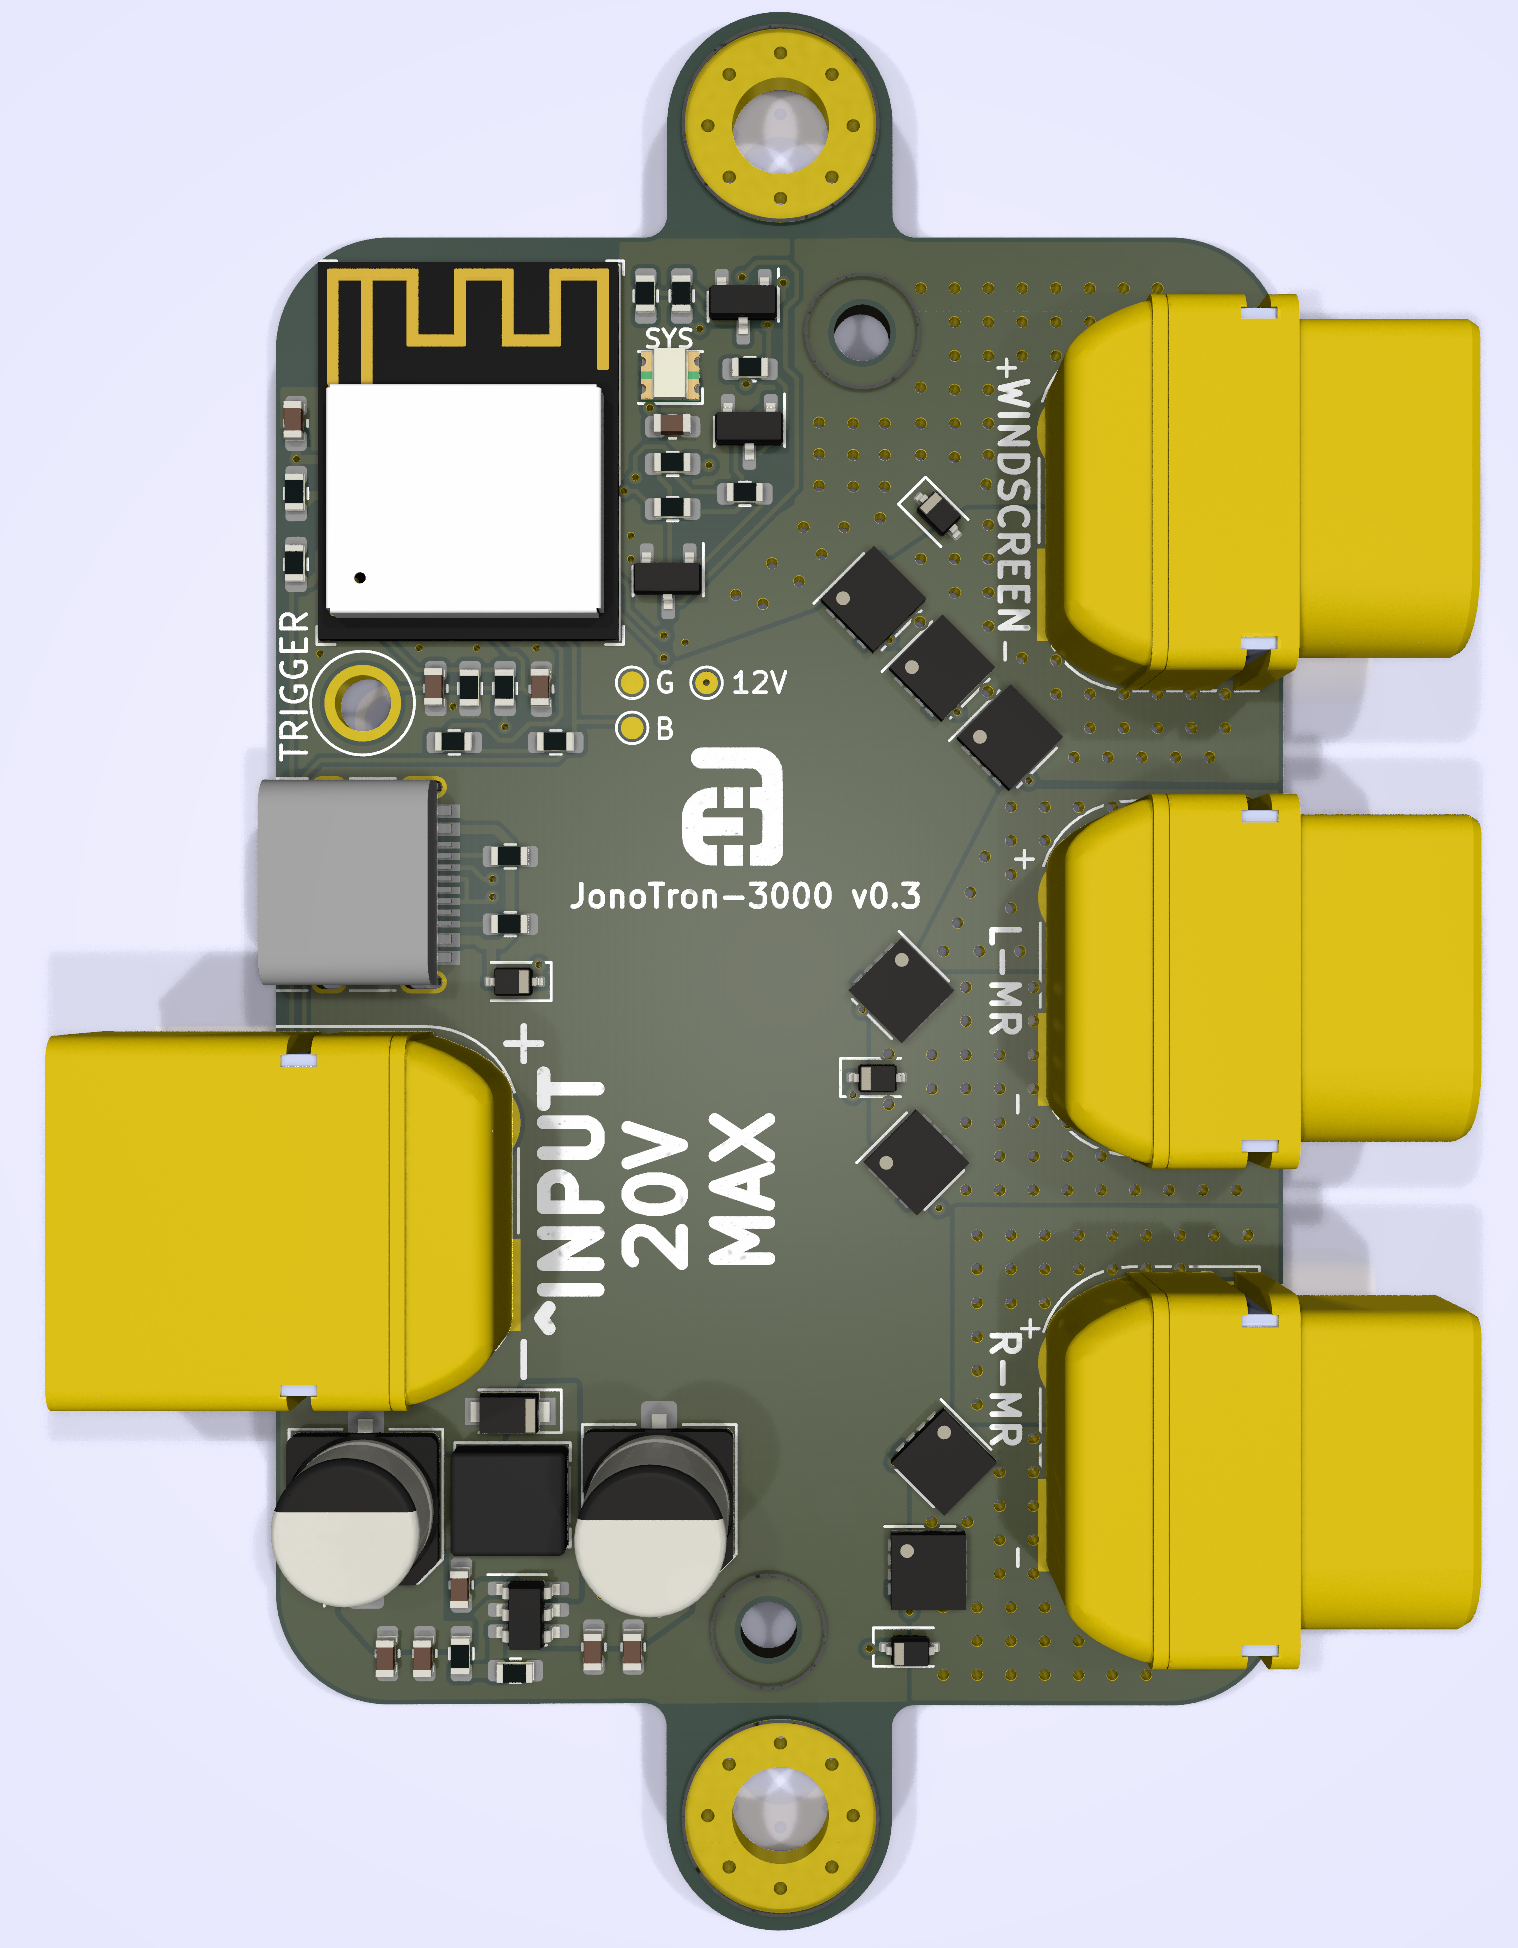 SYS
+WINDSCREEN-
TRIGGER
G
12V
B
JonoTron-3000 v0.3
+
L-MR
-
+
INPUT
20V
MAX
-
+
R-MR
-